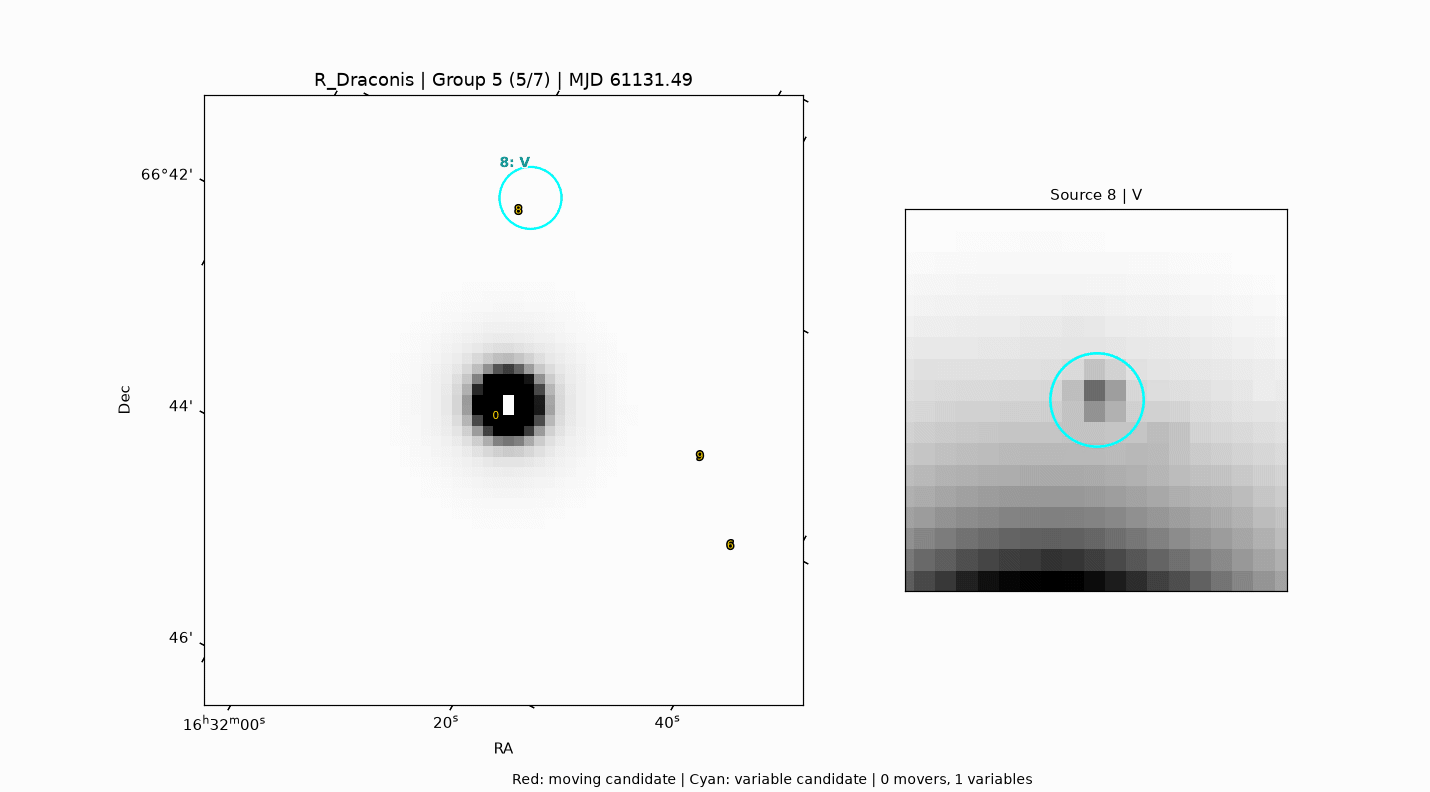 R_Draconis | Group 5 (5/7) | MJD 61131.49
8: V
8
0
9
6
66°42'
44'
46'
Dec
16ʰ32ᵐ00ˢ
20ˢ
40ˢ
RA
Source 8 | V
Red: moving candidate | Cyan: variable candidate | 0 movers, 1 variables